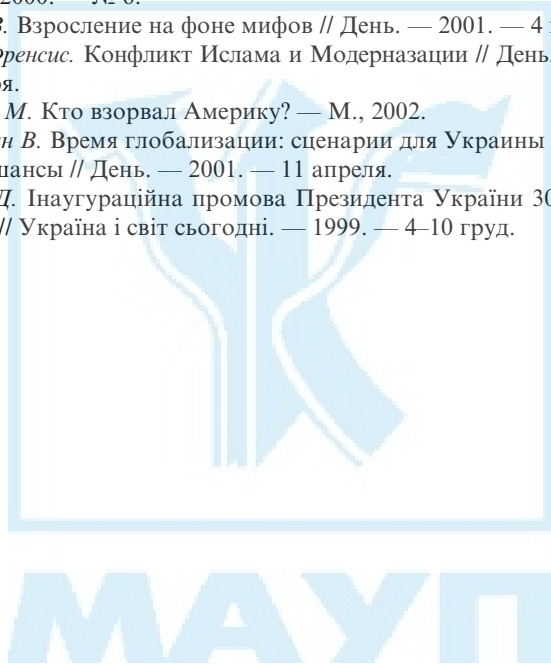 2000. — № 6.
В. Взросление на фоне мифов // День. — 2001. — 4
ренсис. Конфликт Ислама и Модерназации // День.
ря.
М. Кто взорвал Америку? — М., 2002.
н В. Время глобализации: сценарии для Украины
шансы // День. — 2001. — 11 апреля.
Д. Інаугураційна промова Президента України 30
// Україна і світ сьогодні. — 1999. — 4–10 груд.
МАУП